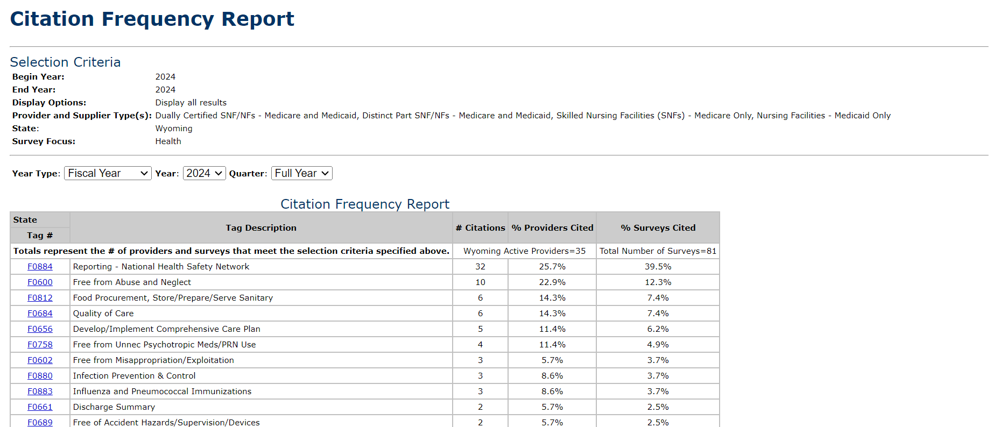 Citation Frequency Report
Selection Criteria
Begin Year: 2024
End Year: 2024
Display Options: Display all results
Provider and Supplier Type(s): Dually Certified SNF/NFs - Medicare and Medicaid, Distinct Part SNF/NFs - Medicare and Medicaid, Skilled Nursing Facilities (SNFs) - Medicare Only, Nursing Facilities - Medicaid Only
State: Wyoming
Survey Focus: Health
Year Type: Fiscal Year Year: 2024 Quarter: Full Year
Citation Frequency Report
State
Tag # Tag Description # Citations % Providers Cited % Surveys Cited
Totals represent the # of providers and surveys that meet the selection criteria specified above. Wyoming Active Providers=35 Total Number of Surveys=81
F0884 Reporting - National Health Safety Network 32 25.7% 39.5%
F0600 Free from Abuse and Neglect 10 22.9% 12.3%
F0812 Food Procurement, Store/Prepare/Serve Sanitary 6 14.3% 7.4%
F0684 Quality of Care 6 14.3% 7.4%
F0656 Develop/Implement Comprehensive Care Plan 5 11.4% 6.2%
F0758 Free from Unnec Psychotropic Meds/PRN Use 4 11.4% 4.9%
F0602 Free from Misappropriation/Exploitation 3 5.7% 3.7%
F0880 Infection Prevention & Control 3 8.6% 3.7%
F0883 Influenza and Pneumococcal Immunizations 3 8.6% 3.7%
F0661 Discharge Summary 2 5.7% 2.5%
F0689 Free of Accident Hazards/Supervision/Devices 2 5.7% 2.5%